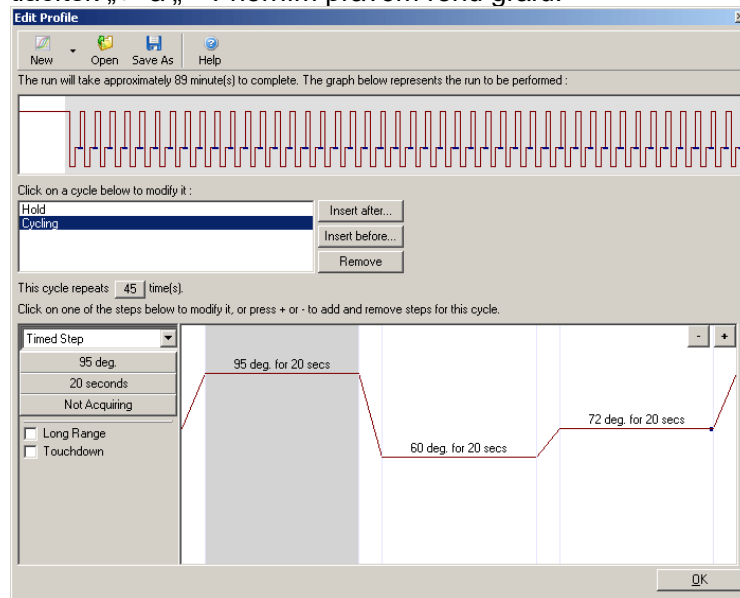 Edit Profile
New Open Save As Help
The run will take approximately 89 minute(s) to complete. The graph below represents the run to be performed :
Click on a cycle below to modify it :
Hold
Cycling
Insert after...
Insert before...
Remove
This cycle repeats 45 time(s).
Click on one of the steps below to modify it, or press + or - to add and remove steps for this cycle.
Timed Step
- +
95 deg.
20 seconds
Not Acquiring
Long Range
Touchdown
95 deg. for 20 secs
60 deg. for 20 secs
72 deg. for 20 secs
OK